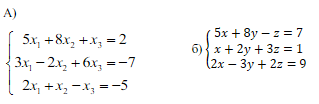 А)
5x₁ +8x₂ +x₃ = 2
3x₁ − 2x₂ +6x₃ = −7
2x₁ +x₂ −x₃ = −5
б)
5x + 8y − z = 7
x + 2y + 3z = 1
2x − 3y + 2z = 9